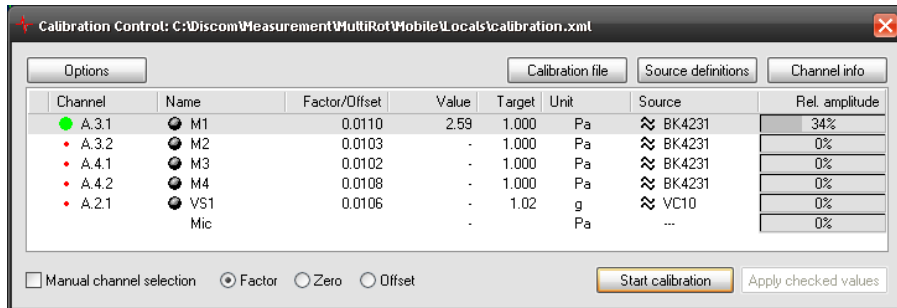 Calibration Control: C:\Discom\Measurement\MultiRot\Mobile\Locals\calibration.xml
Options Calibration file Source definitions Channel info
Channel Name Factor/Offset Value Target Unit Source Rel. amplitude
A.3.1 M1 0.0110 2.59 1.000 Pa BK4231 34%
A.3.2 M2 0.0103 - 1.000 Pa BK4231 0%
A.4.1 M3 0.0102 - 1.000 Pa BK4231 0%
A.4.2 M4 0.0108 - 1.000 Pa BK4231 0%
A.2.1 VS1 0.0106 - 1.02 g VC10 0%
Mic - Pa --- 0%
Manual channel selection Factor Zero Offset Start calibration Apply checked values